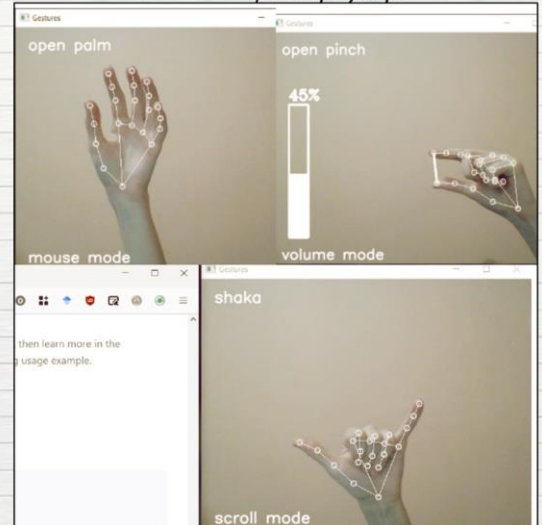 Gestures
open palm
mouse mode
Gestures
open pinch
45%
volume mode
then learn more in the
usage example.
Gestures
shaka
scroll mode